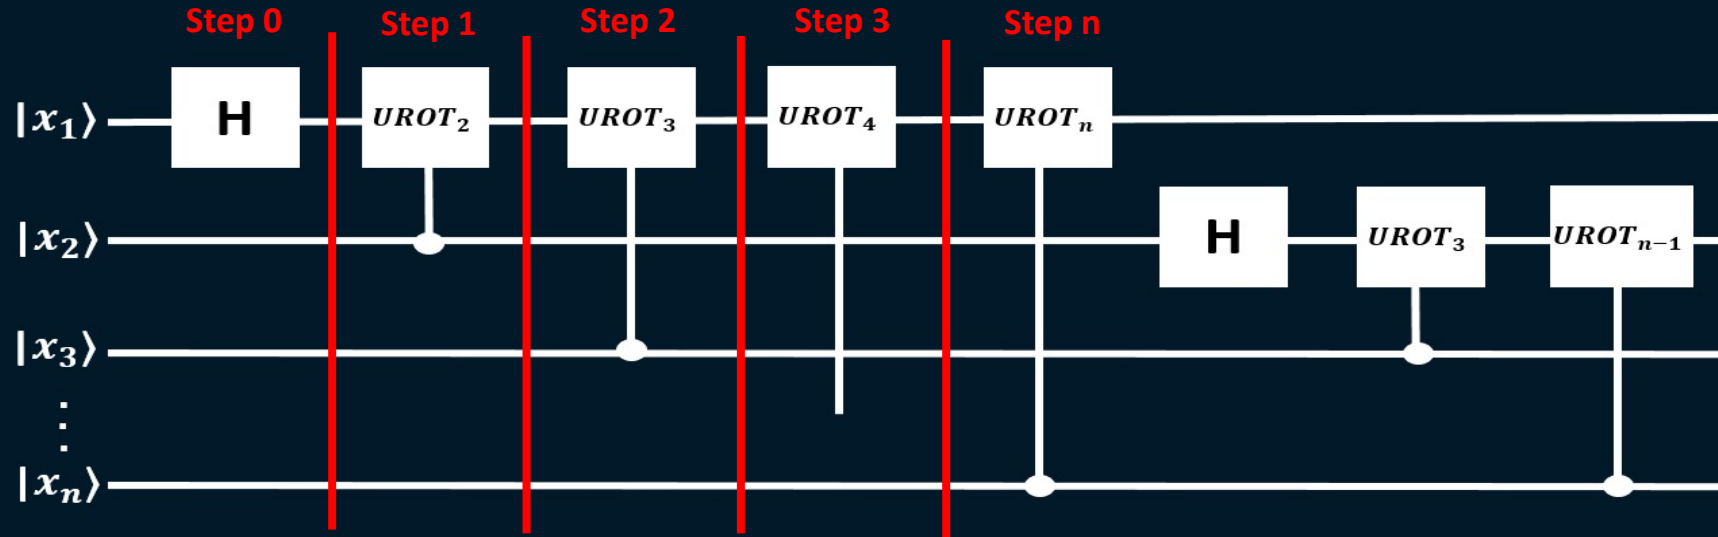 Step 0 Step 1 Step 2 Step 3 Step n
|x₁⟩ H UROT₂ UROT₃ UROT₄ UROTₙ
|x₂⟩ H UROT₃ UROTₙ₋₁
|x₃⟩
⋮
|xₙ⟩